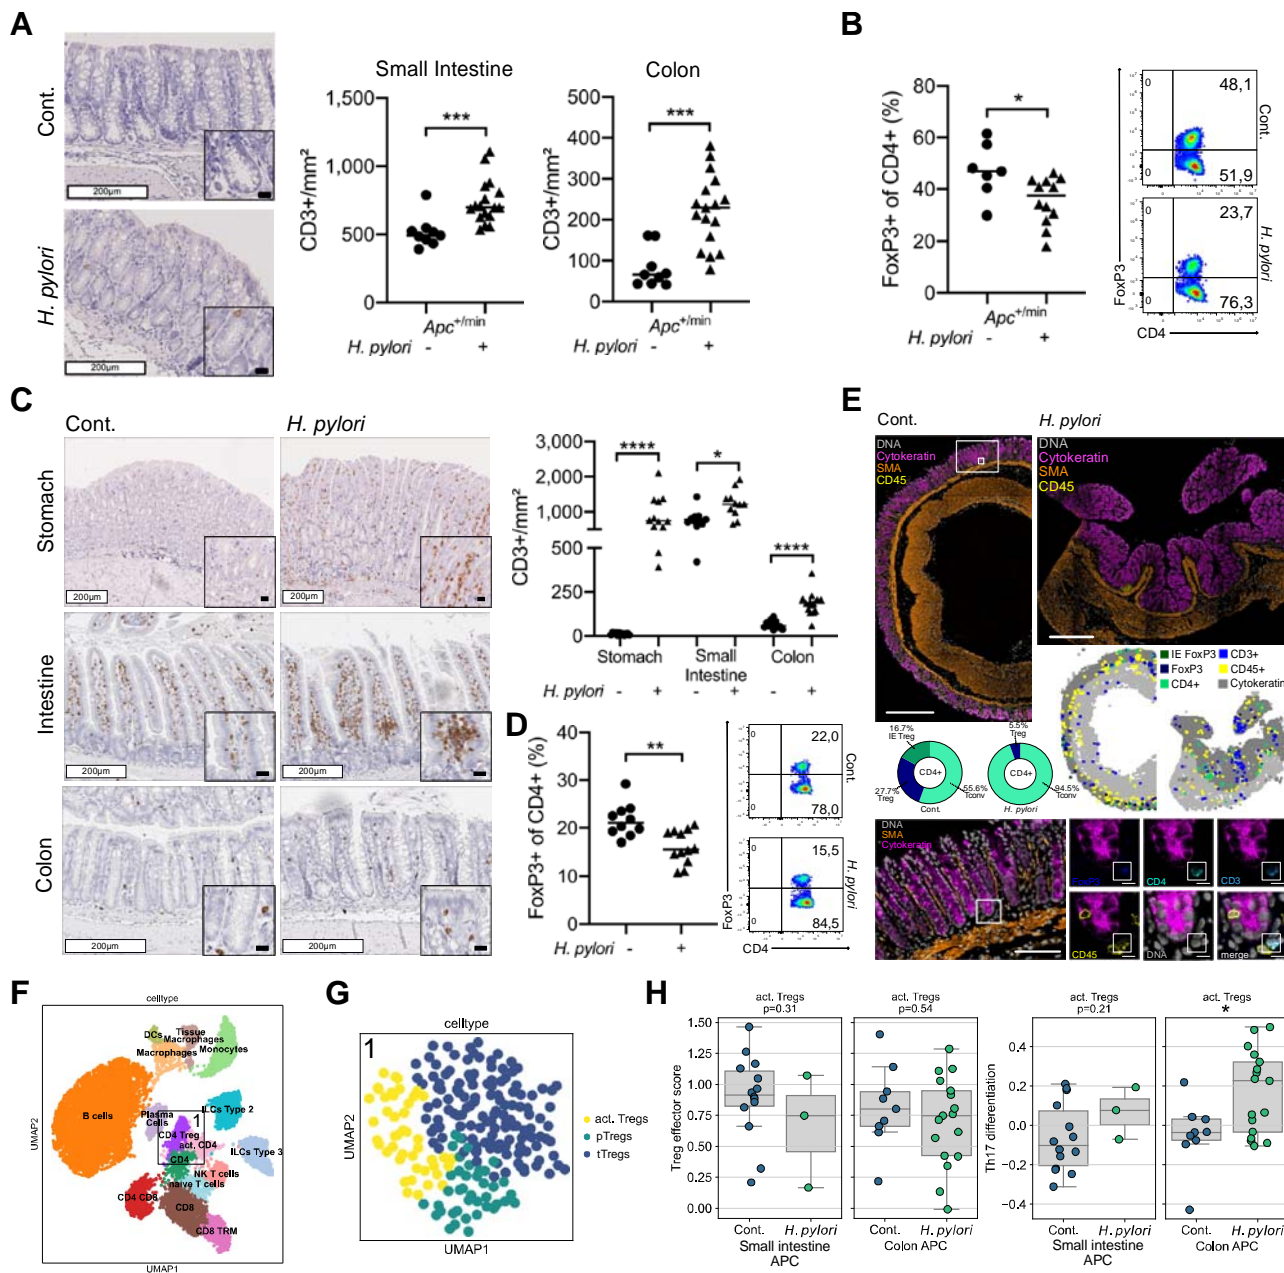 A
Cont.
200µm
H. pylori
200µm
Small Intestine
CD3+/mm²
1,500
1,000
500
0
***
Apc+/min
H. pylori - +
Colon
CD3+/mm²
500
400
300
200
100
0
***
Apc+/min
H. pylori - +
B
FoxP3+ of CD4+ (%)
80
60
40
20
0
*
Apc+/min
H. pylori - +
0 48,1
0 51,9
Cont.
23,7
0 76,3
H. pylori
FoxP3
CD4
C
Cont.
H. pylori
Stomach
200µm
200µm
Intestine
200µm
200µm
Colon
200µm
200µm
CD3+/mm²
3,000
2,000
1,000
500
250
0
****
*
****
Stomach Small Intestine Colon
H. pylori - + - + - +
D
FoxP3+ of CD4+ (%)
40
30
20
10
0
**
H. pylori - +
0 22,0
0 78,0
Cont.
0 15,5
0 84,5
H. pylori
FoxP3
CD4
E
Cont.
DNA
Cytokeratin
SMA
CD45
H. pylori
DNA
Cytokeratin
SMA
CD45
IE FoxP3 CD3+
FoxP3 CD45+
CD4+ Cytokeratin
16.7%
IE Treg
27.7%
Treg
CD4+
55.6%
Tconv
Cont.
5.5%
Treg
CD4+
94.5%
Tconv
H. pylori
DNA
SMA
Cytokeratin
FoxP3
CD4
CD3
CD45
DNA
merge
F
celltype
DCs
Tissue
Macrophages
Macrophages
Monocytes
B cells
Plasma
Cells
1
ILCs Type 2
CD4 Treg
act. CD4
CD4
ILCs Type 3
NK T cells
naive T cells
CD4 CD8
CD8
CD8 TRM
UMAP2
UMAP1
G
celltype
1
UMAP2
UMAP1
act. Tregs
pTregs
tTregs
H
act. Tregs
p=0.31
Treg effector score
1.50
1.25
1.00
0.75
0.50
0.25
0.00
Cont. H. pylori
Small intestine
APC
act. Tregs
p=0.54
Cont. H. pylori
Colon APC
act. Tregs
p=0.21
Th17 differentiation
0.4
0.2
0.0
−0.2
−0.4
Cont. H. pylori
Small intestine
APC
act. Tregs
*
Cont. H. pylori
Colon APC